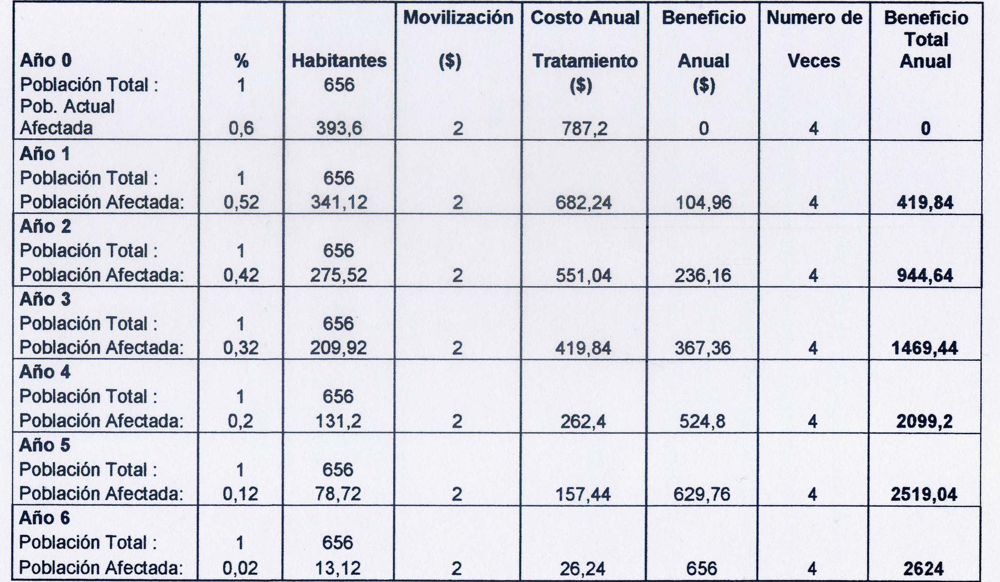 Movilización Costo Anual Beneficio Numero de Beneficio
Total
Año 0 % Habitantes ($) Tratamiento Anual Veces Anual
Población Total : 1 656 ($) ($)
Pob. Actual
Afectada 0,6 393,6 2 787,2 0 4 0
Año 1
Población Total : 1 656
Población Afectada: 0,52 341,12 2 682,24 104,96 4 419,84
Año 2
Población Total : 1 656
Población Afectada: 0,42 275,52 2 551,04 236,16 4 944,64
Año 3
Población Total : 1 656
Población Afectada: 0,32 209,92 2 419,84 367,36 4 1469,44
Año 4
Población Total : 1 656
Población Afectada: 0,2 131,2 2 262,4 524,8 4 2099,2
Año 5
Población Total : 1 656
Población Afectada: 0,12 78,72 2 157,44 629,76 4 2519,04
Año 6
Población Total : 1 656
Población Afectada: 0,02 13,12 2 26,24 656 4 2624